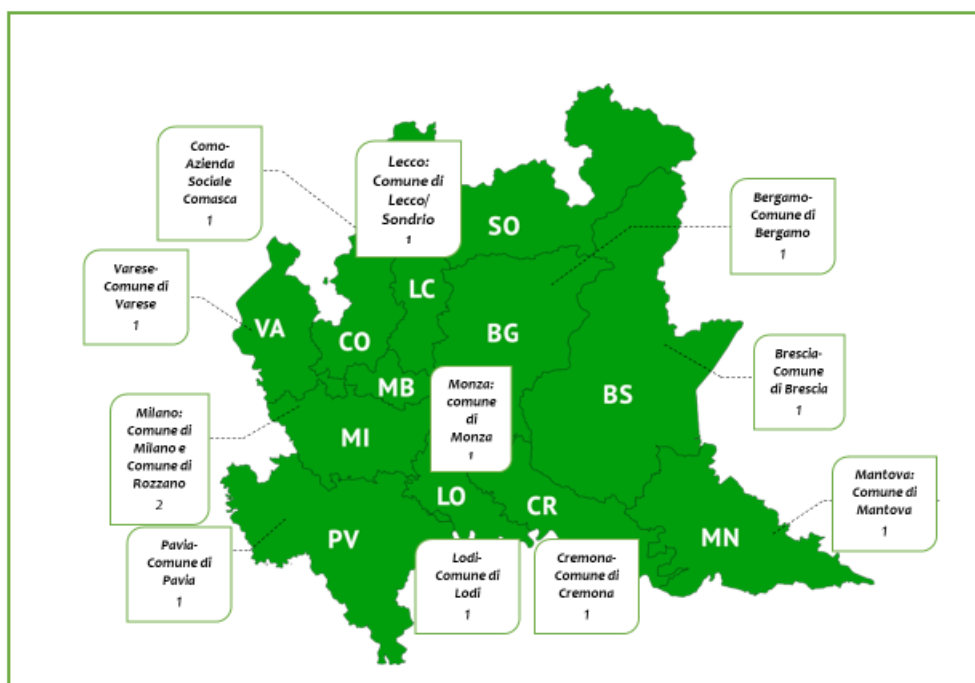 Como-
Azienda
Sociale
Comasca
1
Lecco:
Comune di
Lecco/
Sondrio
1
SO
Bergamo-
Comune di
Bergamo
1
Varese-
Comune di
Varese
1
LC
VA
CO
BG
MB
BS
Brescia-
Comune
di Brescia
1
Monza:
comune
di
Monza
1
Milano:
Comune di
Milano e
Comune di
Rozzano
2
MI
LO
CR
Mantova:
Comune di
Mantova
1
PV
MN
Pavia-
Comune di
Pavia
1
Lodi-
Comune di
Lodi
1
Cremona-
Comune di
Cremona
1